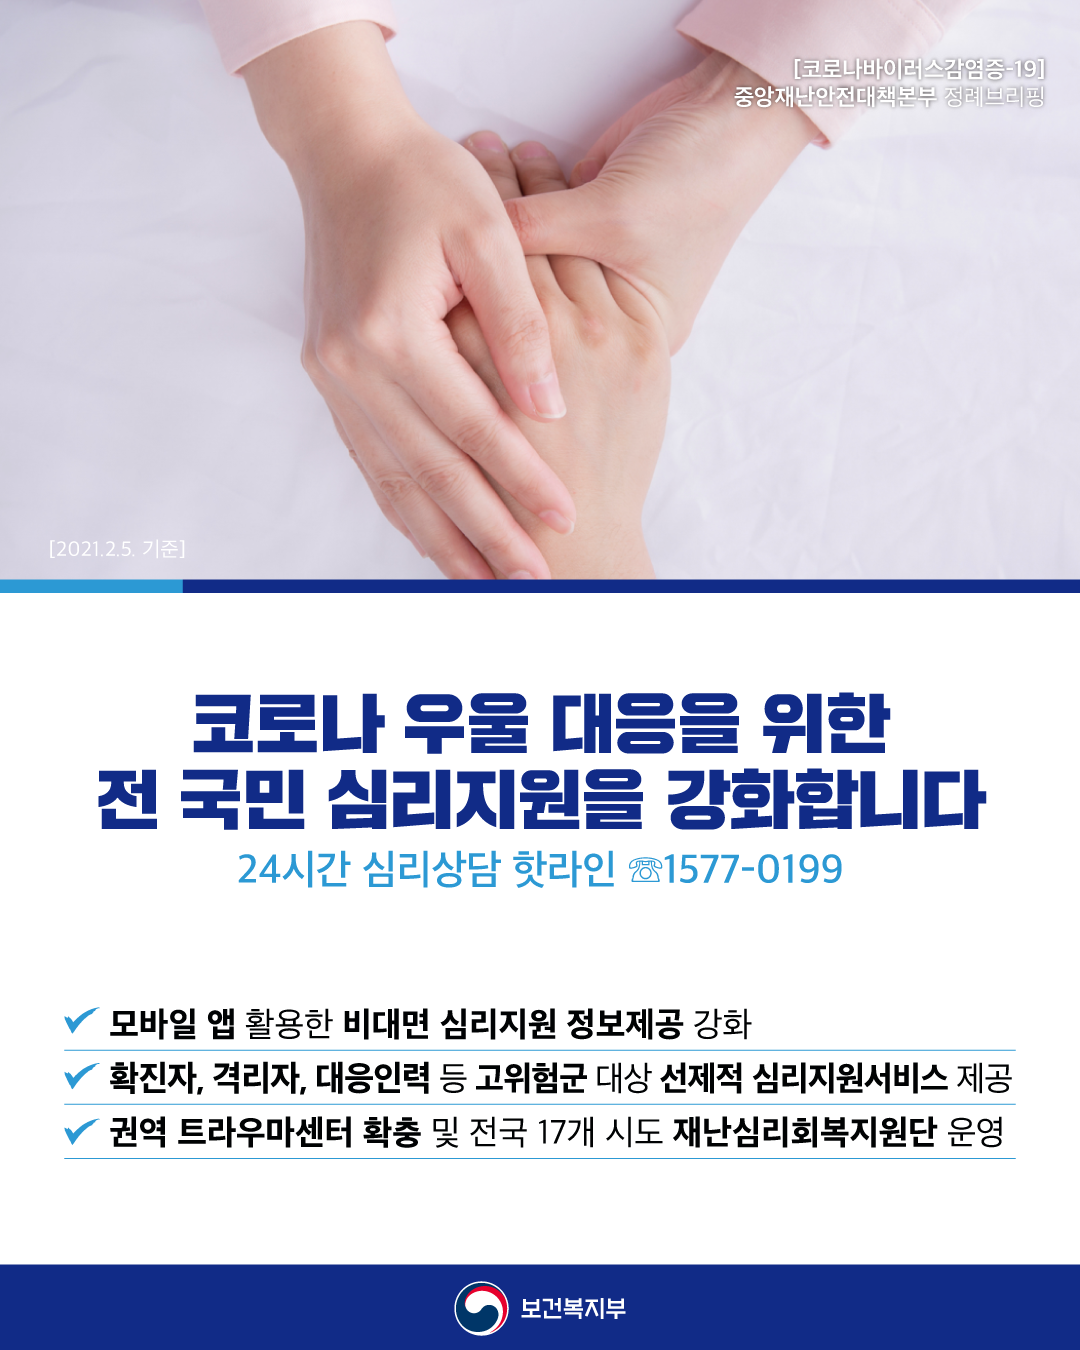 [코로나바이러스감염증-19]
중앙재난안전대책본부 정례브리핑
[2021.2.5. 기준]
코로나 우울 대응을 위한
전 국민 심리지원을 강화합니다
24시간 심리상담 핫라인 ☏1577-0199
모바일 앱 활용한 비대면 심리지원 정보제공 강화
확진자, 격리자, 대응인력 등 고위험군 대상 선제적 심리지원서비스 제공
권역 트라우마센터 확충 및 전국 17개 시도 재난심리회복지원단 운영
보건복지부